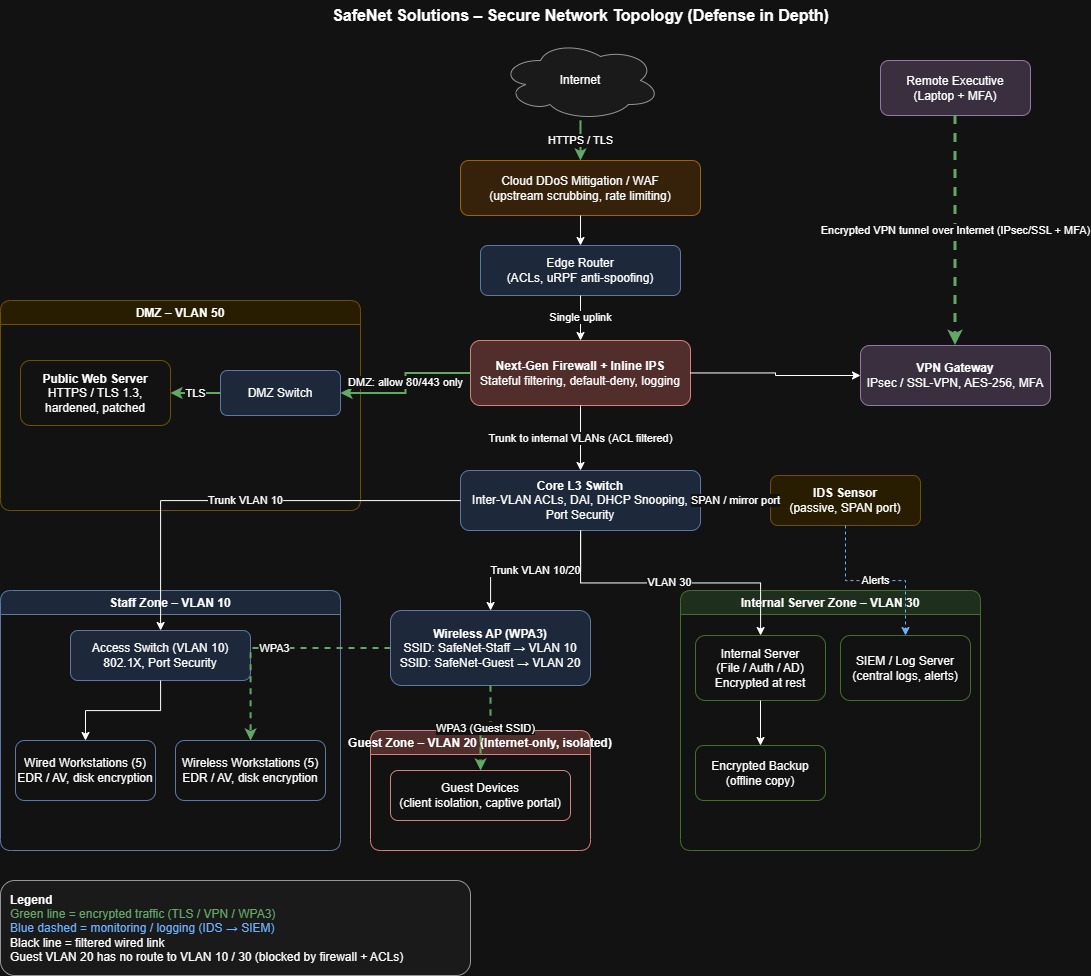 SafeNet Solutions – Secure Network Topology (Defense in Depth)
Internet
Remote Executive
(Laptop + MFA)
HTTPS / TLS
Cloud DDoS Mitigation / WAF
(upstream scrubbing, rate limiting)
Encrypted VPN tunnel over Internet (IPsec/SSL + MFA)
Edge Router
(ACLs, uRPF anti-spoofing)
Single uplink
DMZ – VLAN 50
Public Web Server
HTTPS / TLS 1.3,
hardened, patched
TLS
DMZ Switch
DMZ: allow 80/443 only
Next-Gen Firewall + Inline IPS
Stateful filtering, default-deny, logging
VPN Gateway
IPsec / SSL-VPN, AES-256, MFA
Trunk to internal VLANs (ACL filtered)
Core L3 Switch
Inter-VLAN ACLs, DAI, DHCP Snooping,
Port Security
SPAN / mirror port
IDS Sensor
(passive, SPAN port)
Trunk VLAN 10
Trunk VLAN 10/20
VLAN 30
Alerts
Staff Zone – VLAN 10
Access Switch (VLAN 10)
802.1X, Port Security
WPA3
Wired Workstations (5)
EDR / AV, disk encryption
Wireless Workstations (5)
EDR / AV, disk encryption
Wireless AP (WPA3)
SSID: SafeNet-Staff → VLAN 10
SSID: SafeNet-Guest → VLAN 20
WPA3 (Guest SSID)
Guest Zone – VLAN 20 (Internet-only, isolated)
Guest Devices
(client isolation, captive portal)
Internal Server Zone – VLAN 30
Internal Server
(File / Auth / AD)
Encrypted at rest
SIEM / Log Server
(central logs, alerts)
Encrypted Backup
(offline copy)
Legend
Green line = encrypted traffic (TLS / VPN / WPA3)
Blue dashed = monitoring / logging (IDS → SIEM)
Black line = filtered wired link
Guest VLAN 20 has no route to VLAN 10 / 30 (blocked by firewall + ACLs)